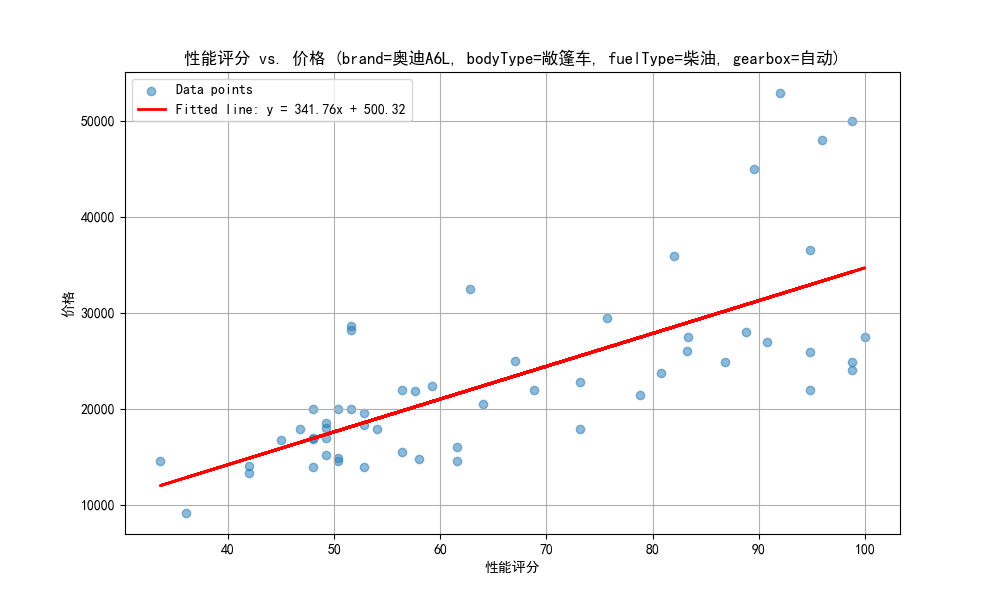 性能评分 vs. 价格 (brand=奥迪A6L, bodyType=敞篷车, fuelType=柴油, gearbox=自动)
Data points
Fitted line: y = 341.76x + 500.32
50000
40000
30000
20000
10000
价格
40 50 60 70 80 90 100
性能评分